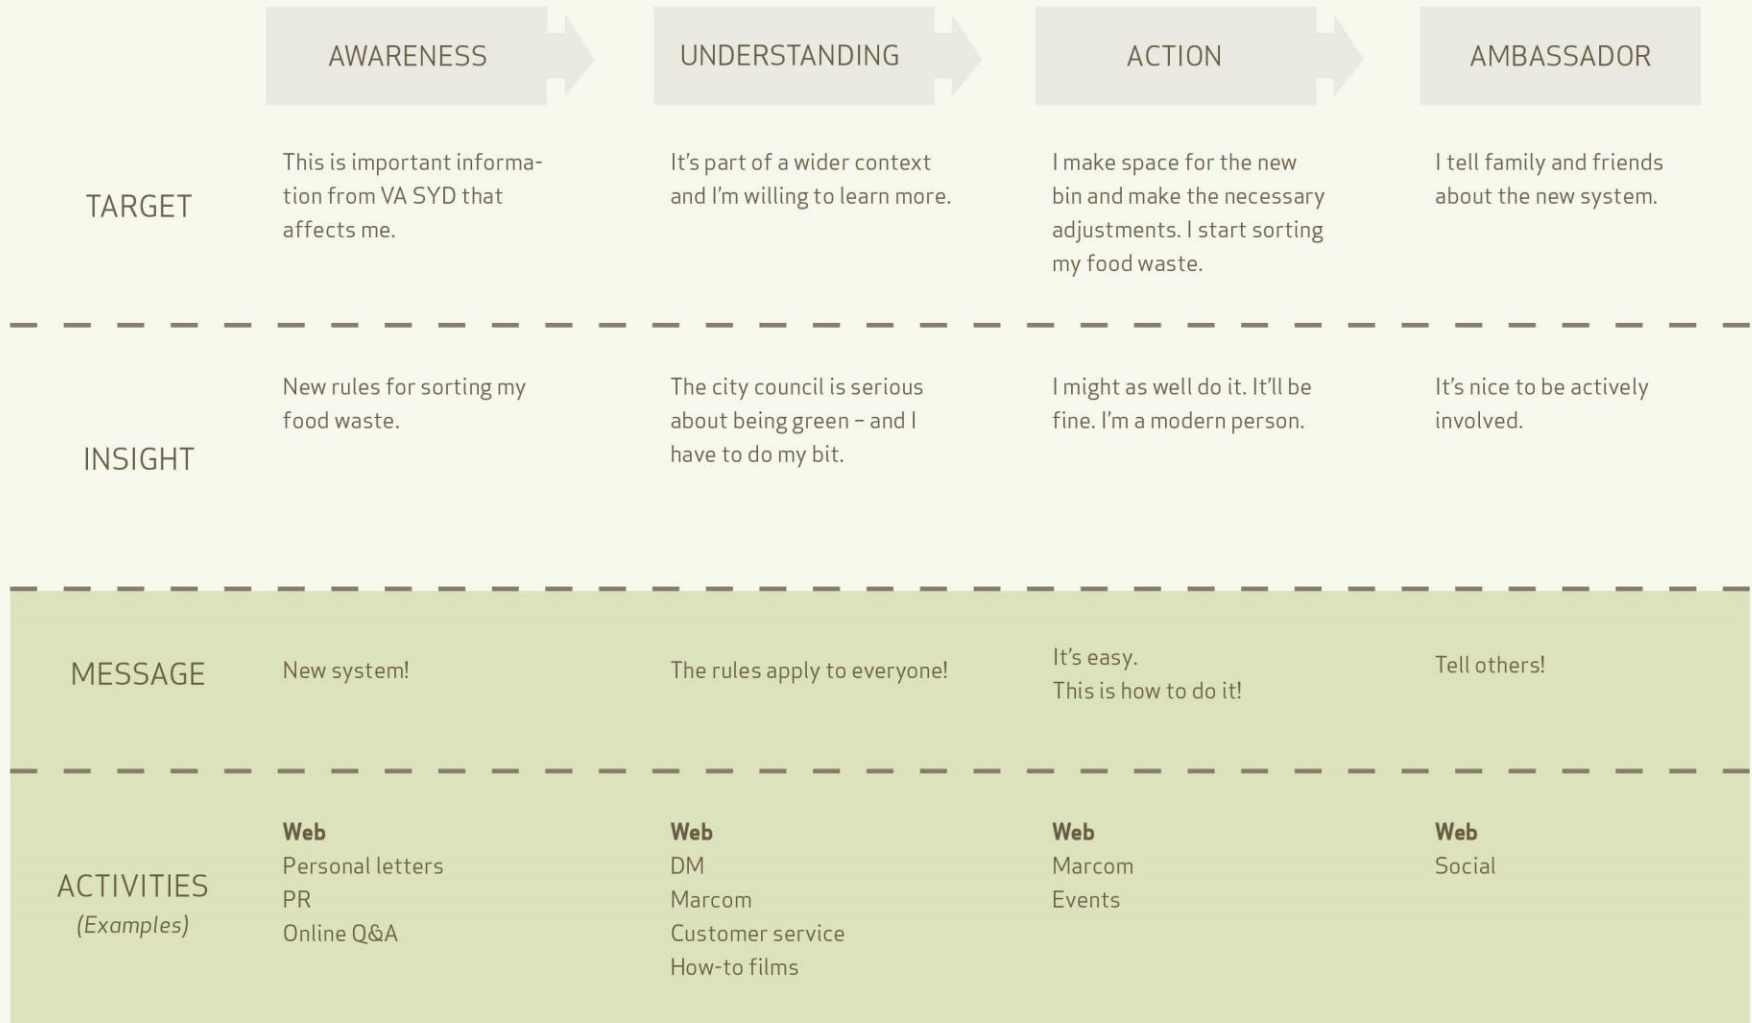 AWARENESS
UNDERSTANDING
ACTION
AMBASSADOR
TARGET
This is important informa-
tion from VA SYD that
affects me.
It's part of a wider context
and I'm willing to learn more.
I make space for the new
bin and make the necessary
adjustments. I start sorting
my food waste.
I tell family and friends
about the new system.
INSIGHT
New rules for sorting my
food waste.
The city council is serious
about being green – and I
have to do my bit.
I might as well do it. It'll be
fine. I'm a modern person.
It's nice to be actively
involved.
MESSAGE
New system!
The rules apply to everyone!
It's easy.
This is how to do it!
Tell others!
ACTIVITIES
(Examples)
Web
Personal letters
PR
Online Q&A
Web
DM
Marcom
Customer service
How-to films
Web
Marcom
Events
Web
Social